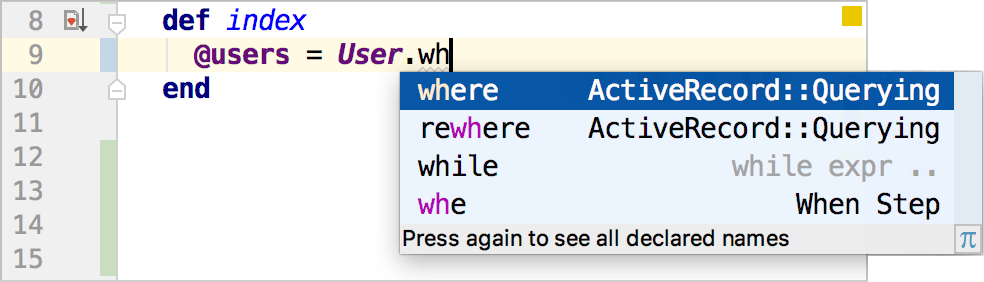 8 def index
9 @users = User.wh
10 end
where ActiveRecord::Querying
11
rewhere ActiveRecord::Querying
12
while while expr ..
13
whe When Step
14
Press again to see all declared names π
15